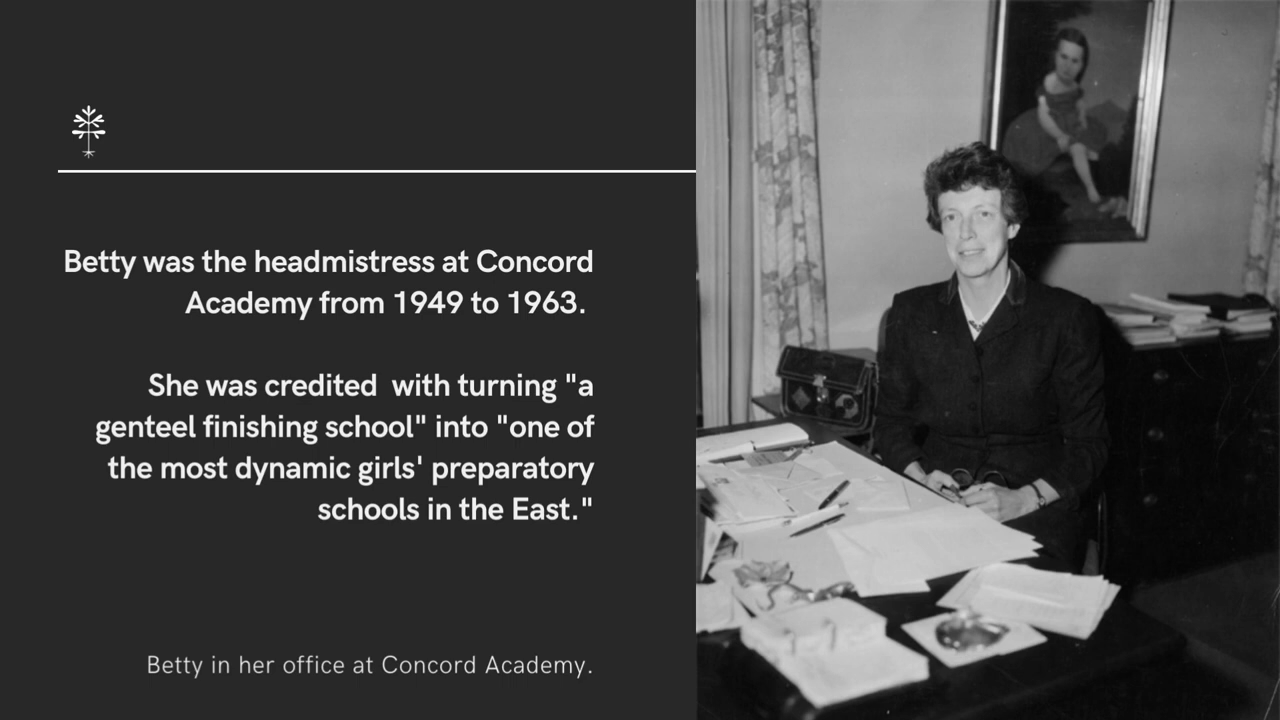 Betty was the headmistress at Concord
Academy from 1949 to 1963.
She was credited  with turning "a
genteel finishing school" into "one of
the most dynamic girls' preparatory
schools in the East."
Betty in her office at Concord Academy.